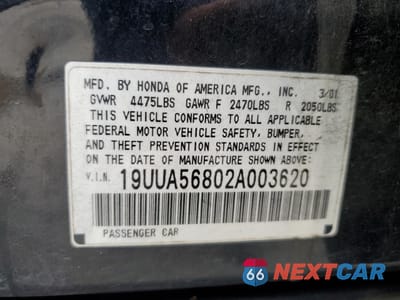 MFD. BY HONDA OF AMERICA MFG., INC. 3/01
GVWR 4475LBS GAWR F 2470LBS R 2050LBS
THIS VEHICLE CONFORMS TO ALL APPLICABLE
FEDERAL MOTOR VEHICLE SAFETY, BUMPER,
AND THEFT PREVENTION STANDARDS IN EFFECT
ON THE DATE OF MANUFACTURE SHOWN ABOVE.
V.I.N. 19UUA56802A003620
PASSENGER CAR
66 NEXTCAR